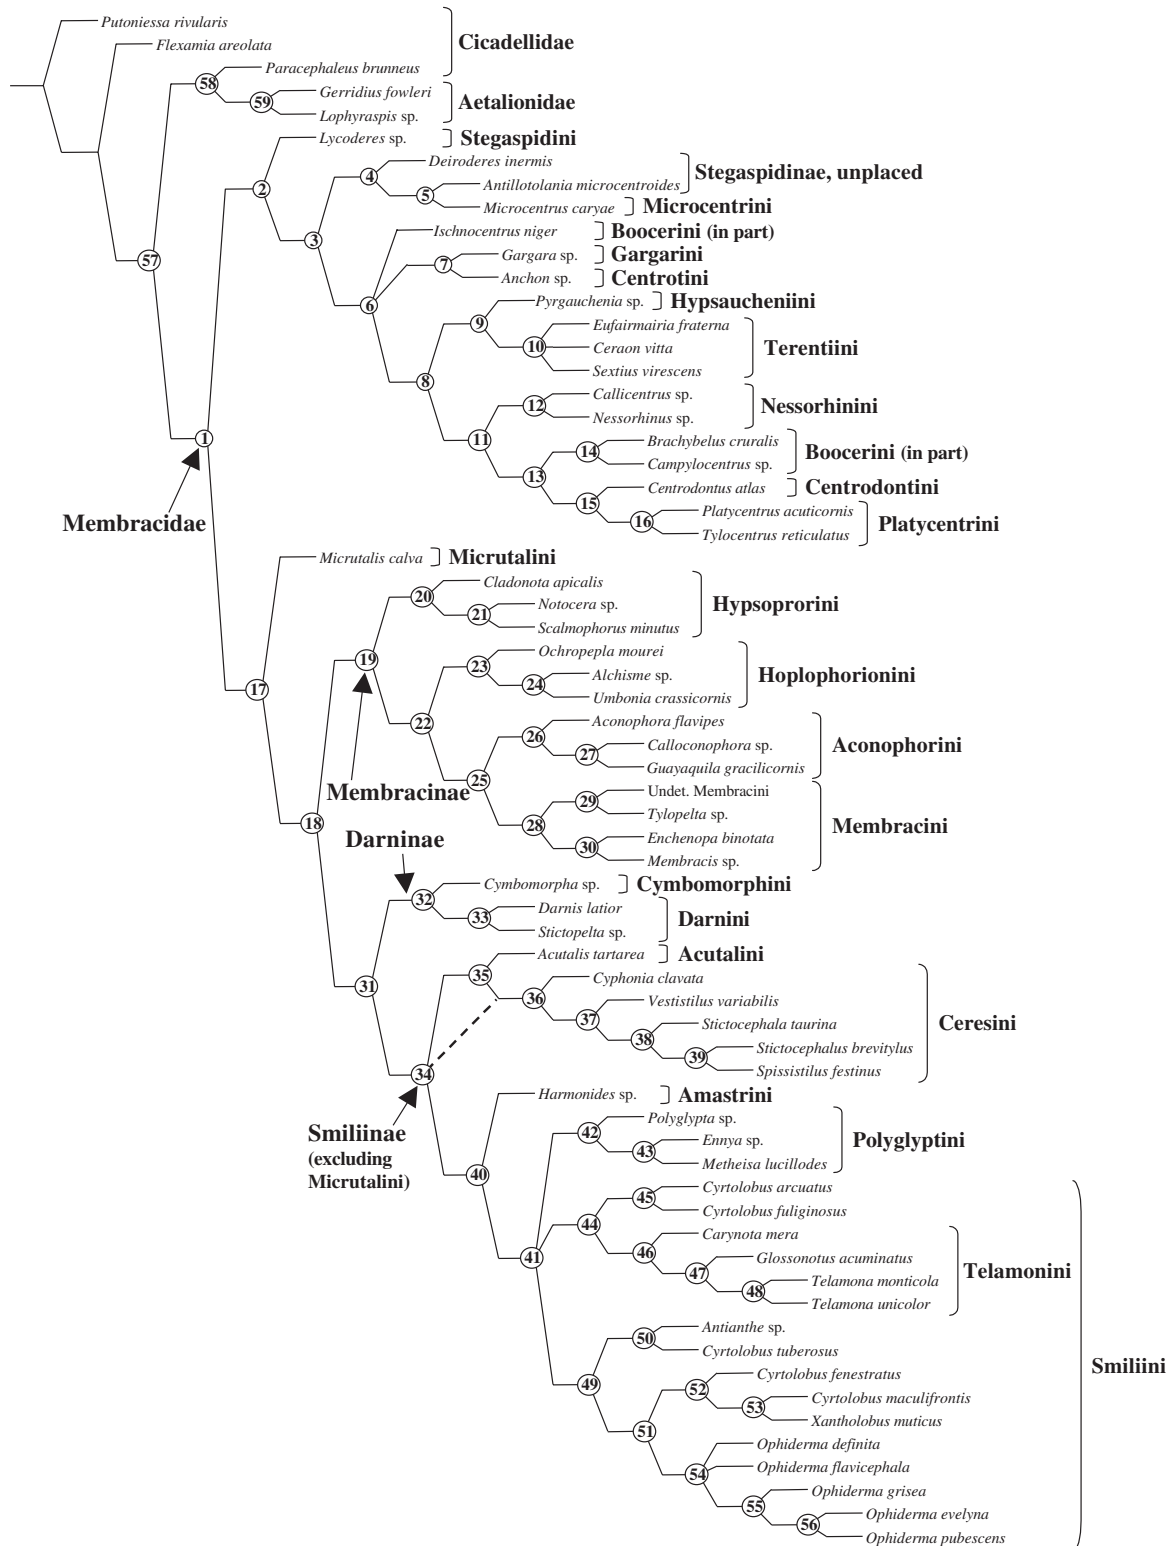 Putoniessa rivularis
Flexamia areolata
Cicadellidae
Paracephaleus brunneus
58
Gerridius fowleri
59
Aetalionidae
Lophyraspis sp.
Lycoderes sp.
Stegaspidini
Deiroderes inermis
4
Stegaspidinae, unplaced
Antillotolania microcentroides
2
5
Microcentrus caryae
Microcentrini
Ischnocentrus niger
Boocerini (in part)
3
Gargara sp.
Gargarini
57
7
Anchon sp.
Centrotini
Pyrgauchenia sp.
Hypsaucheniini
6
9
Eufairmairia fraterna
Ceraon vitta
10
Terentiini
Sextius virescens
8
Callicentrus sp.
12
Nessorhinini
Nessorhinus sp.
1
11
Brachybelus cruralis
14
Boocerini (in part)
Campylocentrus sp.
13
Centrodontus atlas
Centrodontini
15
Platycentrus acuticornis
16
Platycentrini
Membracidae
Tylocentrus reticulatus
Micrutalis calva
Micrutalini
Cladonota apicalis
20
Notocera sp.
Hypsoprorini
21
Scalmophorus minutus
Ochropepla mourei
19
23
Alchisme sp.
Hoplophorionini
24
17
Umbonia crassicornis
22
Aconophora flavipes
26
Calloconophora sp.
Aconophorini
27
Guayaquila gracilicornis
25
Membracinae
Undet. Membracini
29
Tylopelta sp.
18
28
Membracini
Darninae
Enchenopa binotata
30
Membracis sp.
Cymbomorpha sp.
Cymbomorphini
32
Darnis latior
33
Darnini
Stictopelta sp.
Acutalis tartarea
Acutalini
35
Cyphonia clavata
31
36
Vestistilus variabilis
37
Stictocephala taurina
Ceresini
38
Stictocephalus brevitylus
39
Spissistilus festinus
34
Harmonides sp.
Amastrini
Polyglypta sp.
Smiliinae
42
Ennya sp.
Polyglyptini
(excluding
43
Metheisa lucillodes
Micrutalini)
40
Cyrtolobus arcuatus
45
Cyrtolobus fuliginosus
44
Carynota mera
46
41
Glossonotus acuminatus
47
Telamonini
Telamona monticola
48
Telamona unicolor
Antianthe sp.
50
Cyrtolobus tuberosus
Smiliini
Cyrtolobus fenestratus
49
52
Cyrtolobus maculifrontis
53
Xantholobus muticus
51
Ophiderma definita
Ophiderma flavicephala
54
Ophiderma grisea
55
Ophiderma evelyna
56
Ophiderma pubescens